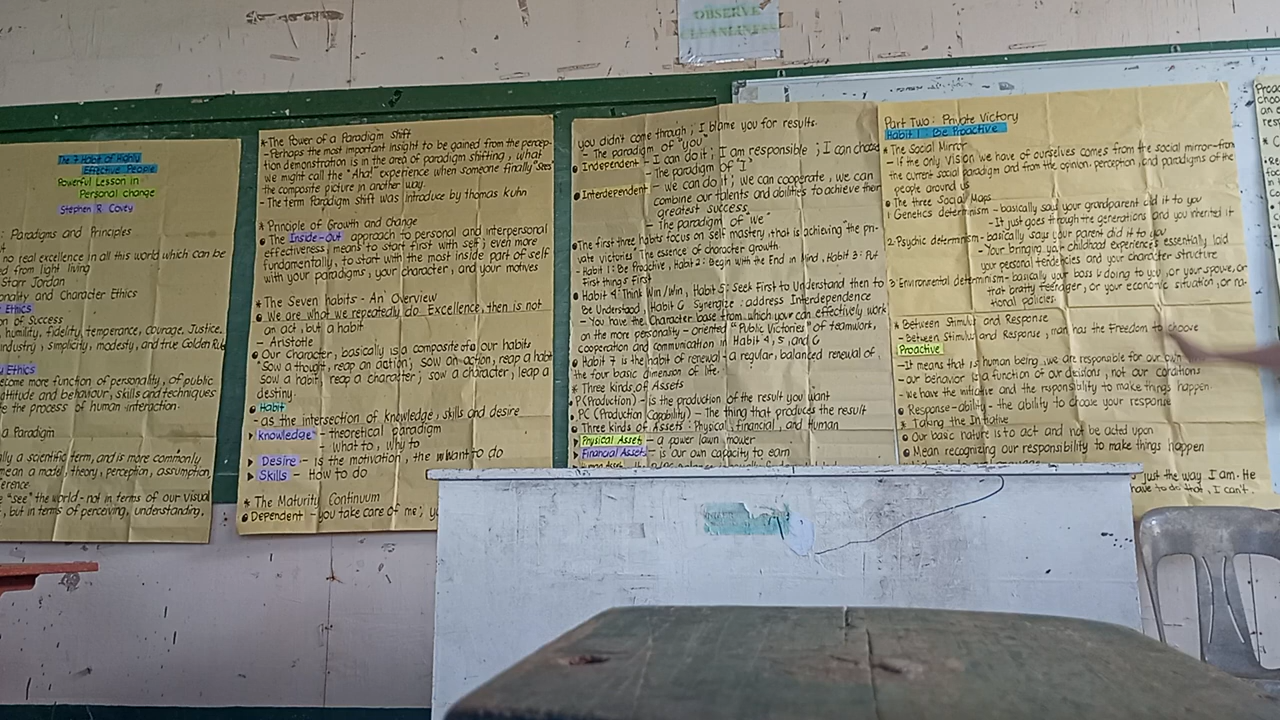 OBSERVE
CLEANLINESS
The 7 Habit of Highly
Effective People
Powerful Lesson in
Personal change
Stephen R Covey
: Paradigms and Principles
no real excellence in all this world which can be
ed from light living
Starr Jordan
onality and Character Ethics
Ethics
on of Success
, humility, fidelity, temperance, courage, Justice,
industry, simplicity, modesty, and true Golden Rule
y Ethics
ecome more function of personality, of public
attitude and behaviour, skills and techniques
e the process of human interaction.
a Paradigm
ally a scientific term, and is more commonly
ean a model, theory, perception, assumption,
erence
e "see" the world - not in terms of our visual
, but in terms of perceiving, understanding,
* The Power of a Paradigm shift
- Perhaps the most important insight to be gained from the percep-
tion demonstration is in the area of paradigm shifting, what
we might call the "Aha!" experience when someone finally "sees"
the composite picture in another way.
- The term Paradigm shift was introduce by thomas kuhn
* Principle of Growth and change
• The Inside-Out approach to personal and interpersonal
effectiveness means to start first with self; even more
fundamentally, to start with the most inside part of self
with your paradigms, your character, and your motives
* The Seven habits - An Overview
• We are what we repeatedly do. Excellence, then is not
an act, but a habit
- Aristotle
• Our Character, basically is a composite of our habits
"Sow a thought, reap an action; sow an action, reap a habit
Sow a habit, reap a character; sow a character, reap a
destiny.
• Habit
- as the intersection of knowledge, skills and desire
Knowledge - theoretical paradigm
- what to, why to
Desire - is the motivation, the want to do
Skills - How to do
* The Maturity Continuum
• Dependent - you take care of me; y
you didn't come through; I blame you for results.
- The paradigm of "you"
• Independent - I can do it; I am responsible; I can choose
- The paradigm of "I"
• Interdependent - we can do it; we can cooperate, we can
combine our talents and abilities to achieve their
greatest success.
- The paradigm of "we"
• The first three habits focus on self mastery, that is achieving the pri-
vate victories. The essence of character growth
- Habit 1: Be Proactive, Habit 2: Begin with the End in Mind, Habit 3: Put
First things First
• Habit 4: Think Win/Win, Habit 5: Seek First to Understand then to
Be Understood, Habit 6 Synergize: address Interdependence
- You have the Character base from which your can effectively work
on the more personality - oriented "Public Victories" of teamwork,
cooperation and communication in Habit 4, 5, and 6
• Habit 7 is the habit of renewal - a regular, balanced renewal of
the four basic dimension of life.
* Three kinds of Assets
• P(Production) - is the production of the result you want
• PC (Production Capability) - The thing that produces the result
• Three kinds of Assets: Physical, financial, and Human
Physical Asset - a power lawn mower
Financial Asset - is our own capacity to earn
Part Two: Private Victory
Habit 1: Be Proactive
* The Social Mirror
- If the only Vision we have of ourselves comes from the social mirror - from
the current social paradigm and from the opinion, perception, and paradigms of the
people around us
• The three Social Maps
1 Genetics determinism - basically said your grandparent did it to you
- It just goes through the generations and you inherited it
2. Psychic determinism - basically says your parent did it to you
- Your bringing, your childhood experience's essentially laid
your personal tendencies and your character structure
3 Environmental determinism - basically your boss is doing to you, or your spouse, or
that bratty teenager, or your economic situation, or na-
tional policies.
* Between Stimulus and Response
- Between Stimulus and Response, man has the Freedom to choose
Proactive
- It means that is human being, we are responsible for our own
- our behavior is a function of our decisions, not our conditions
- we have the initiative and the responsibility to make things happen.
• Response-ability - the ability to choose your response
* Taking the Initiative
• Our basic nature is to act and not be acted upon
• Mean recognizing our responsibility to make things happen
just the way I am. He
have to do that, I can't.